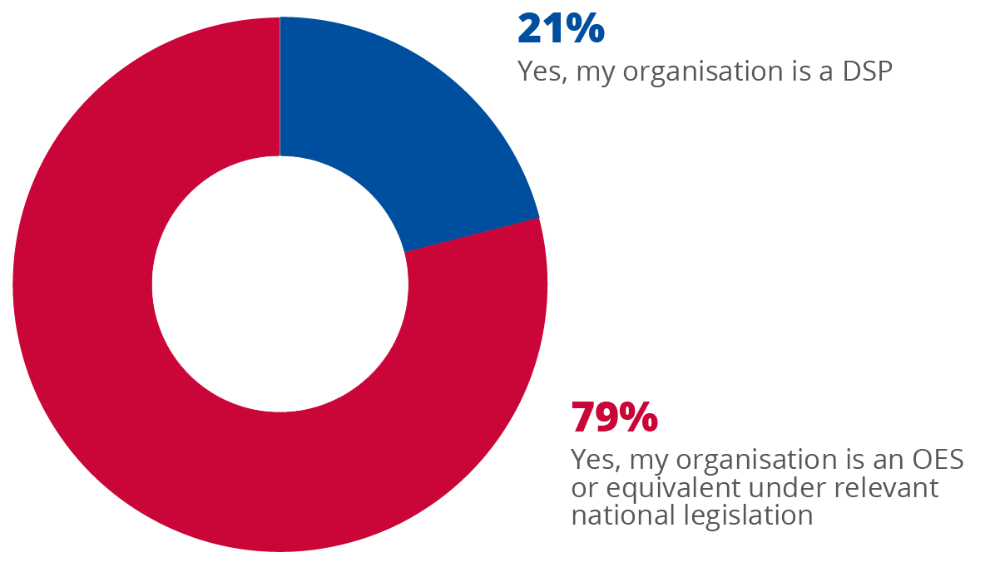 21%
Yes, my organisation is a DSP
79%
Yes, my organisation is an OES
or equivalent under relevant
national legislation